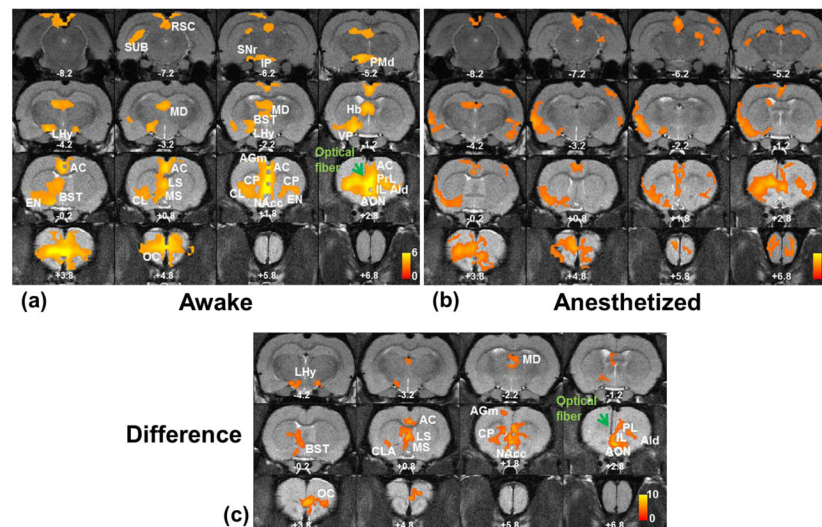 RSC
SUB
SNr
IP
PMd
-8.2 -7.2 -6.2 -5.2
MD
MD
Hb
BST
LHy
LHy
VP
-4.2 -3.2 -2.2 -1.2
Optical
fiber
AC
AC
AGm
AC
AC
LS
CP
CP
PrL
EN
BST
CL
MS
CL
NAcc
EN
IL AId
AON
-0.2 +0.8 +1.8 +2.8
OC
+3.8 +4.8 +5.8 +6.8
6
0
(a) Awake
-8.2 -7.2 -6.2 -5.2
-4.2 -3.2 -2.2 -1.2
-0.2 +0.8 +1.8 +2.8
+3.8 +4.8 +5.8 +6.8
(b) Anesthetized
Difference
LHy
MD
-4.2 -3.2 -2.2 -1.2
Optical
fiber
AC
AGm
LS
CP
PL
IL
AId
BST
CLA
MS
NAcc
AON
-0.2 +0.8 +1.8 +2.8
OC
+3.8 +4.8 +5.8 +6.8
10
0
(c)